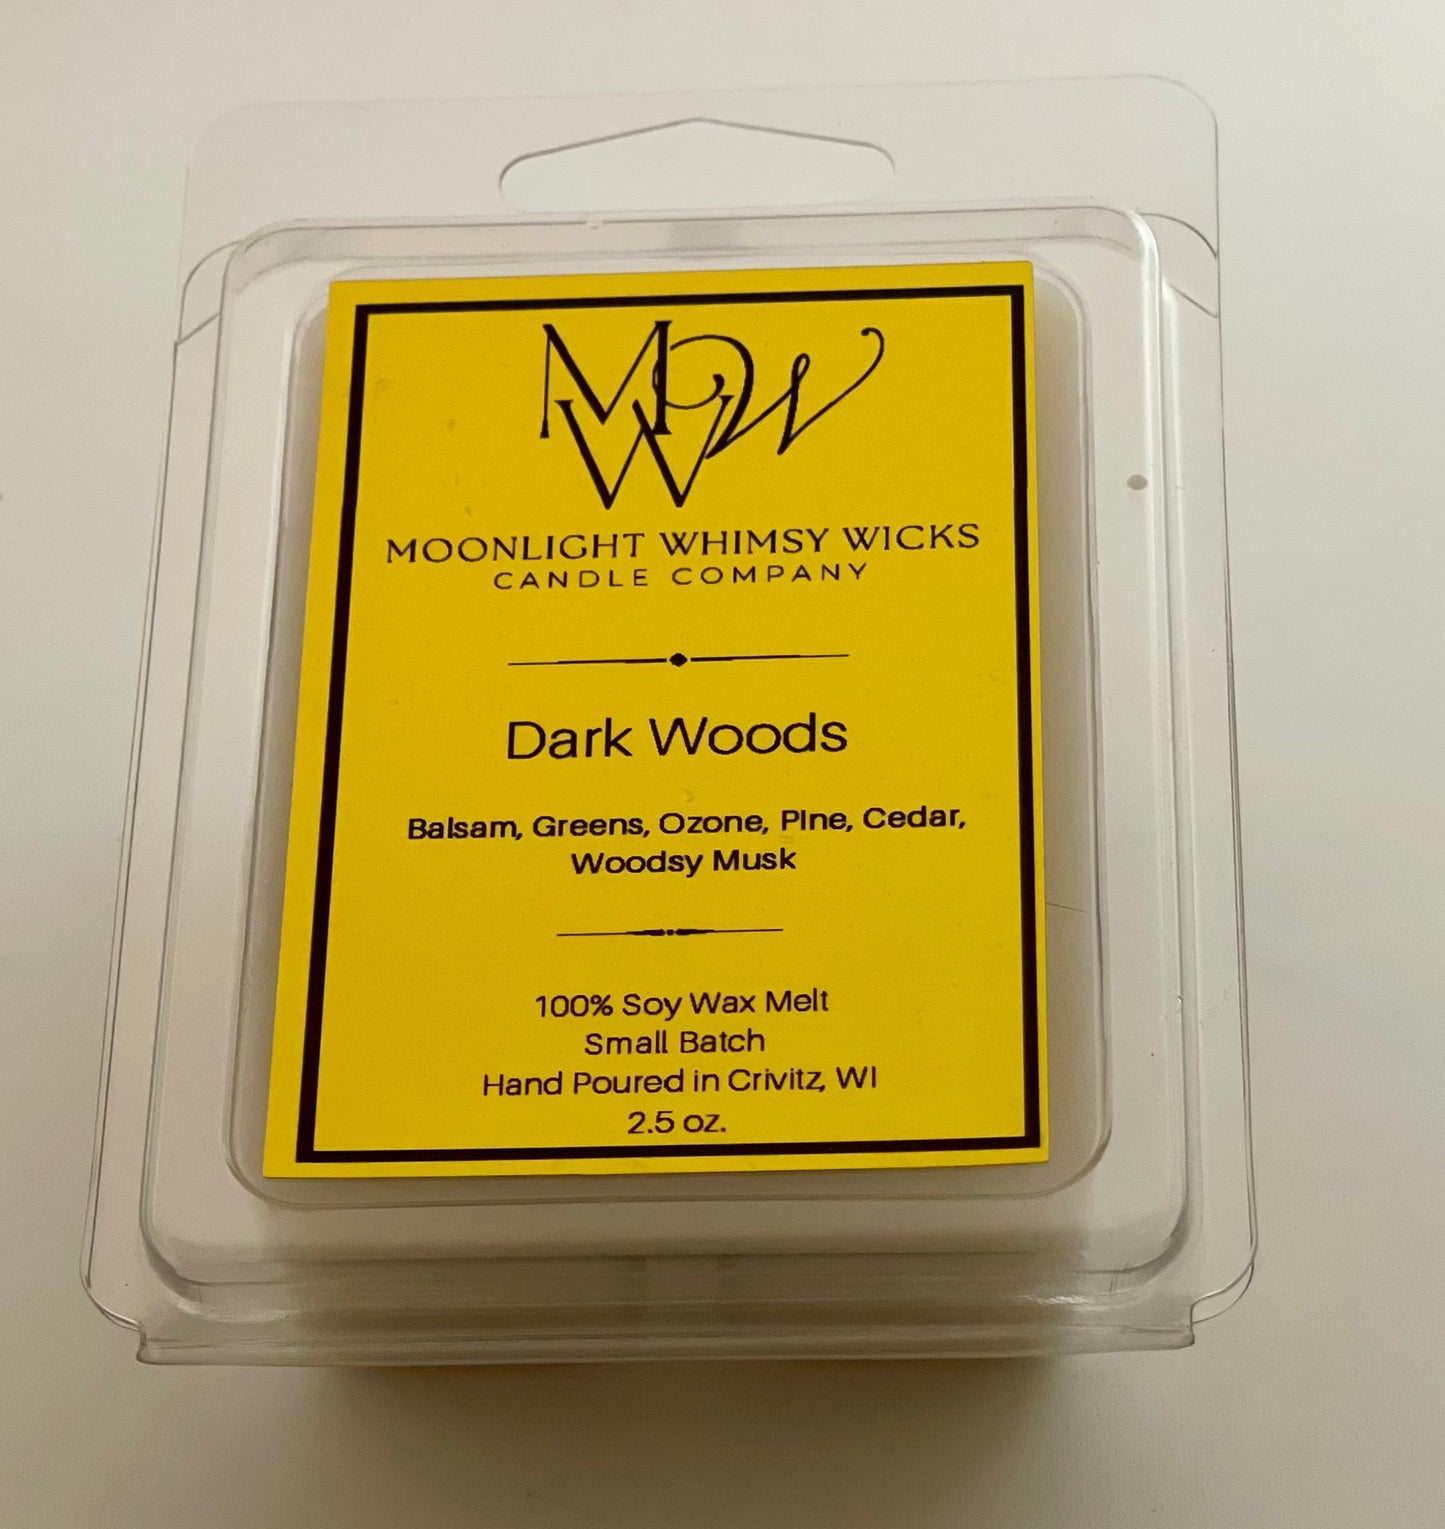 MWCW
MOONLIGHT WHIMSY WICKS
CANDLE COMPANY
Dark Woods
Balsam, Greens, Ozone, Pine, Cedar,
Woodsy Musk
100% Soy Wax Melt
Small Batch
Hand Poured in Crivitz, WI
2.5 oz.